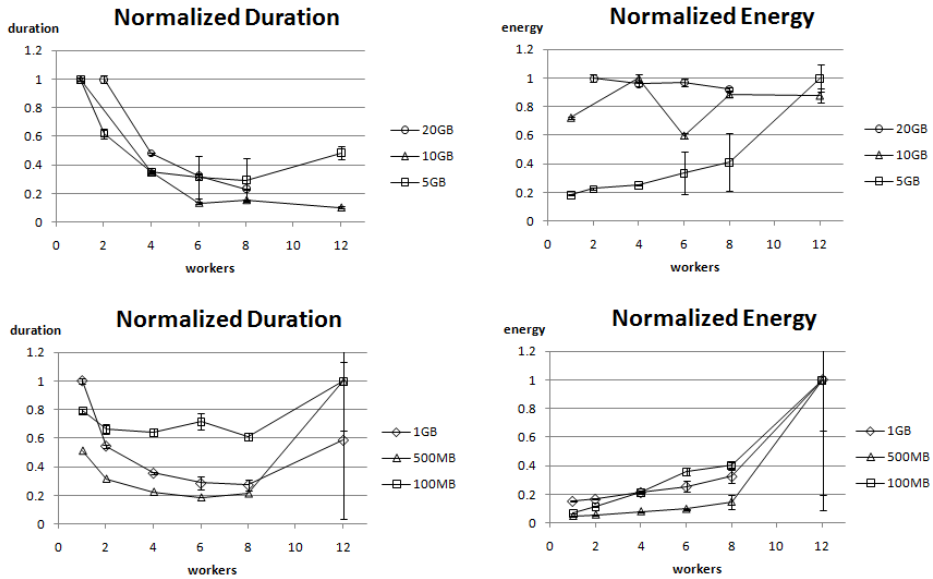 Normalized Duration
duration
1.2
1
0.8
0.6
0.4
0.2
0
0 2 4 6 8 10 12
workers
20GB
10GB
5GB
Normalized Energy
energy
1.2
1
0.8
0.6
0.4
0.2
0
0 2 4 6 8 10 12
workers
20GB
10GB
5GB
Normalized Duration
duration
1.2
1
0.8
0.6
0.4
0.2
0
0 2 4 6 8 10 12
workers
1GB
500MB
100MB
Normalized Energy
energy
1.2
1
0.8
0.6
0.4
0.2
0
0 2 4 6 8 10 12
workers
1GB
500MB
100MB